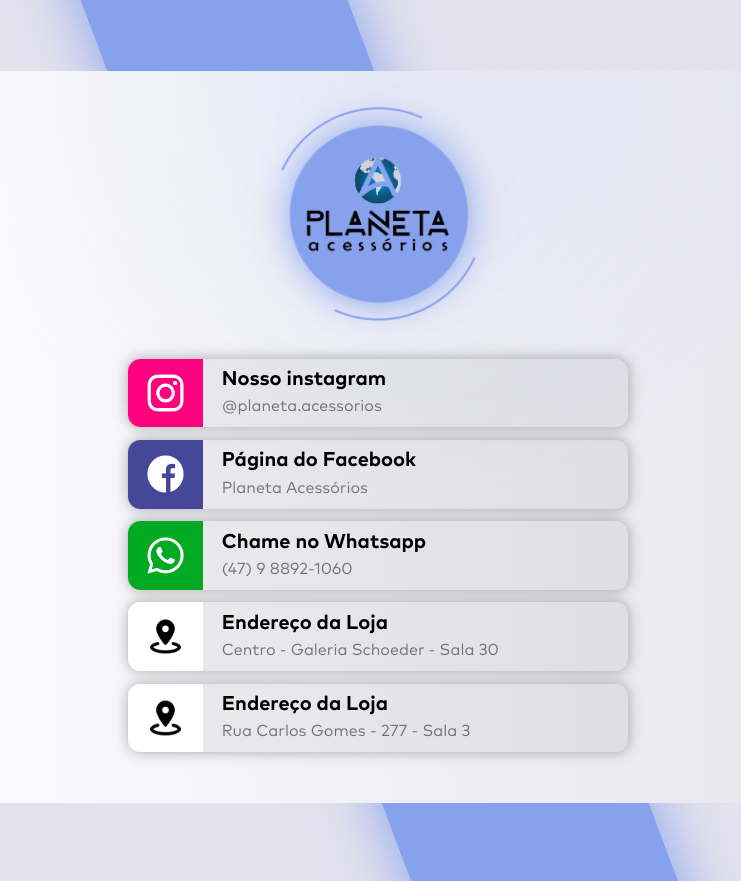 PLANETA
acessórios
Nosso instagram
@planeta.acessorios
Página do Facebook
Planeta Acessórios
Chame no Whatsapp
(47) 9 8892-1060
Endereço da Loja
Centro - Galeria Schoeder - Sala 30
Endereço da Loja
Rua Carlos Gomes - 277 - Sala 3